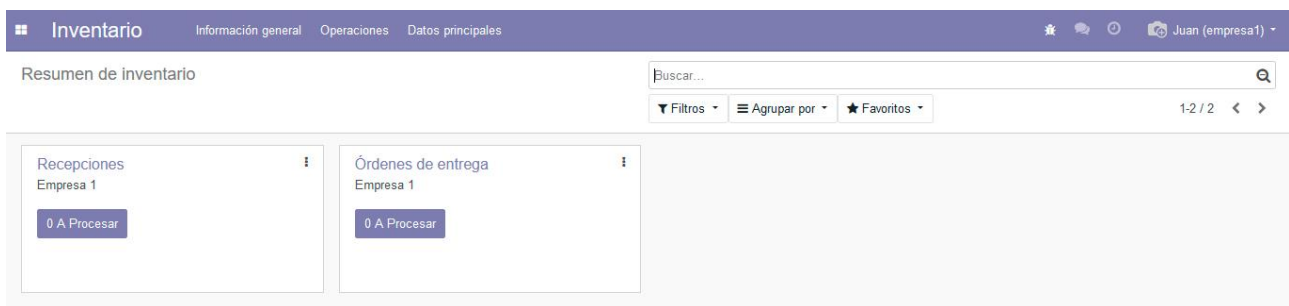 Inventario Información general Operaciones Datos principales Juan (empresa1)
Resumen de inventario
Buscar...
Filtros Agrupar por Favoritos 1-2 / 2
Recepciones
Empresa 1
0 A Procesar
Órdenes de entrega
Empresa 1
0 A Procesar